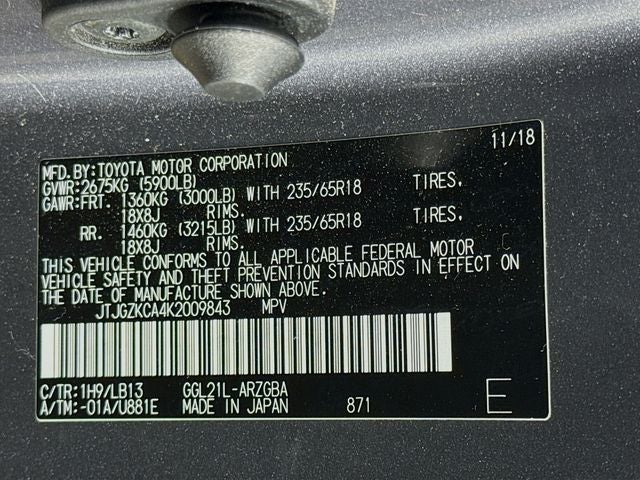 11/18
MFD.BY:TOYOTA MOTOR CORPORATION
GVWR:2675KG (5900LB)
GAWR:FRT. 1360KG (3000LB) WITH 235/65R18 TIRES.
18X8J RIMS.
RR. 1460KG (3215LB) WITH 235/65R18 TIRES.
18X8J RIMS.
THIS VEHICLE CONFORMS TO ALL APPLICABLE FEDERAL MOTOR
VEHICLE SAFETY AND THEFT PREVENTION STANDARDS IN EFFECT ON
THE DATE OF MANUFACTURE SHOWN ABOVE.
JTJGZKCA4K2009843 MPV
C/TR:1H9/LB13 GGL21L-ARZGBA
A/TM:-01A/U881E MADE IN JAPAN 871 E